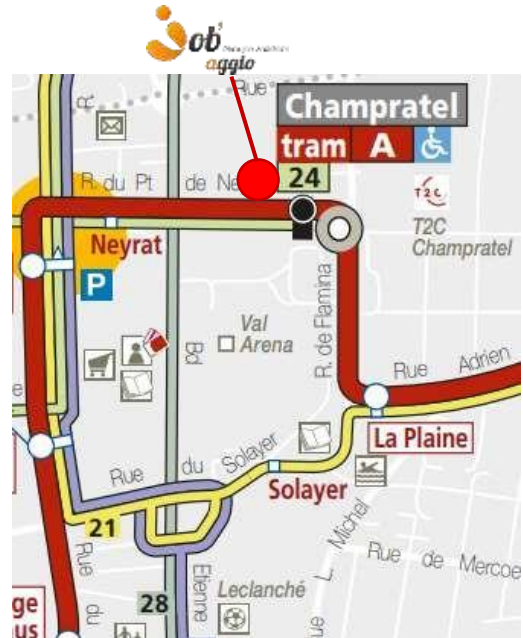 Job'
aggio
Rue
R.
Champratel
tram A
24
R. du Pt de Ne
T2C
T2C
Champratel
Neyrat
P
Val
Arena
Bd
R. de Flamina
Rue Adrien
e
La Plaine
Rue du Solayer
Solayer
21
Rue L. Michel
Rue de Mercoe
Rue du
28
Etienne
Leclanché
ge
us